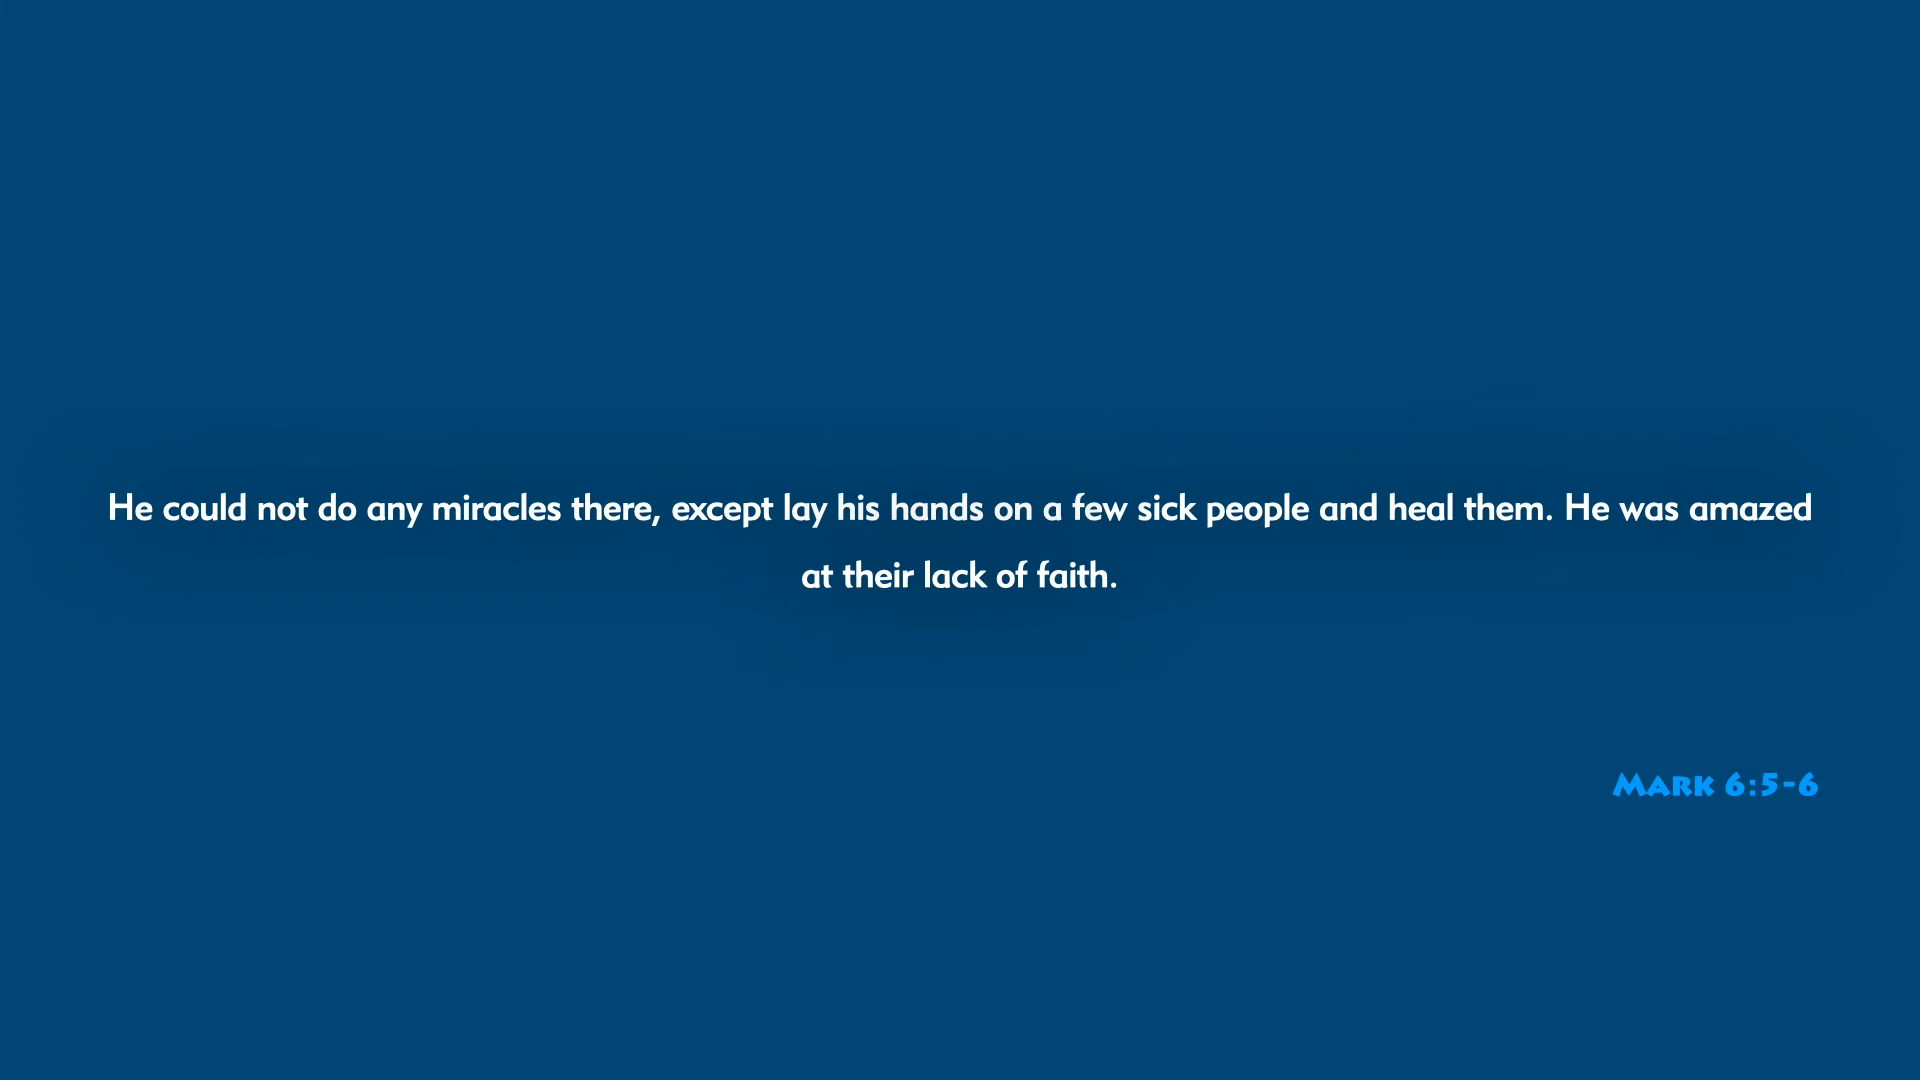 He could not do any miracles there, except lay his hands on a few sick people and heal them. He was amazed
at their lack of faith.
Mark 6:5-6